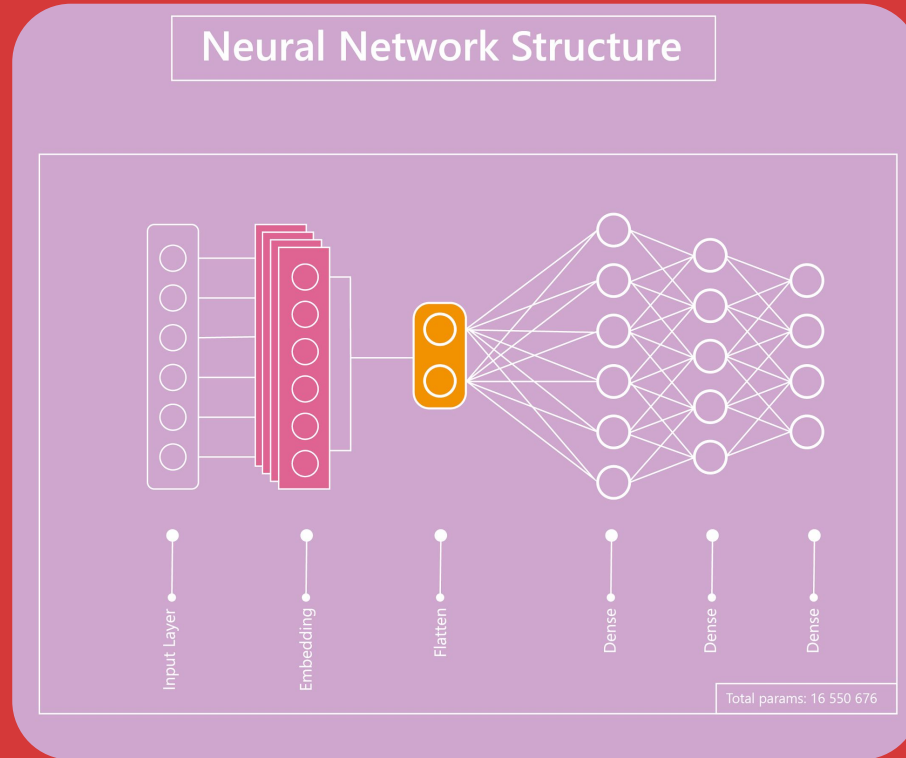 Neural Network Structure
Input Layer
Embedding
Flatten
Dense
Dense
Dense
Total params: 16 550 676